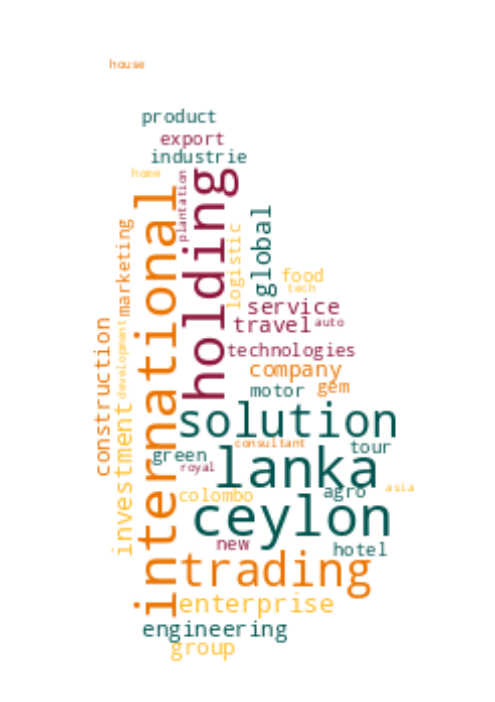 house
product
export
industrie
home
plantation
holding
international
marketing
logistic
global
food
tech
service
travel
auto
construction
development
technologies
company
motor
gem
investment
solution
consultant
tour
green
royal
lanka
colombo
agro
asia
ceylon
new
hotel
trading
enterprise
engineering
group